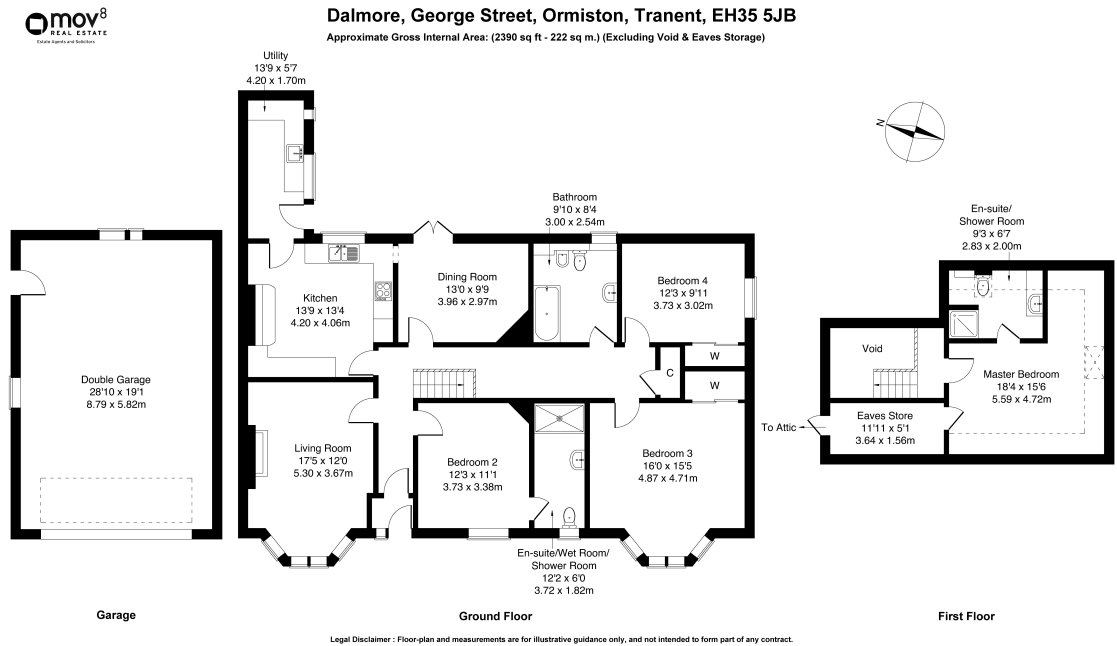 mov8
REAL ESTATE
Estate Agents and Solicitors
Dalmore, George Street, Ormiston, Tranent, EH35 5JB
Approximate Gross Internal Area: (2390 sq ft - 222 sq m.) (Excluding Void & Eaves Storage)
Utility
13'9 x 5'7
4.20 x 1.70m
N
Bathroom
9'10 x 8'4
3.00 x 2.54m
En-suite/
Shower Room
9'3 x 6'7
2.83 x 2.00m
Dining Room
13'0 x 9'9
3.96 x 2.97m
Bedroom 4
12'3 x 9'11
3.73 x 3.02m
Kitchen
13'9 x 13'4
4.20 x 4.06m
W
C
W
Void
Master Bedroom
18'4 x 15'6
5.59 x 4.72m
Double Garage
28'10 x 19'1
8.79 x 5.82m
To Attic
Eaves Store
11'11 x 5'1
3.64 x 1.56m
Living Room
17'5 x 12'0
5.30 x 3.67m
Bedroom 2
12'3 x 11'1
3.73 x 3.38m
Bedroom 3
16'0 x 15'5
4.87 x 4.71m
En-suite/Wet Room/
Shower Room
12'2 x 6'0
3.72 x 1.82m
Garage
Ground Floor
First Floor
Legal Disclaimer : Floor-plan and measurements are for illustrative guidance only, and not intended to form part of any contract.